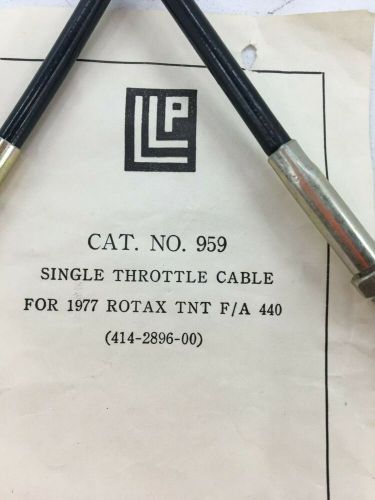 LLP
CAT. NO. 959
SINGLE THROTTLE CABLE
FOR 1977 ROTAX TNT F/A 440
(414-2896-00)